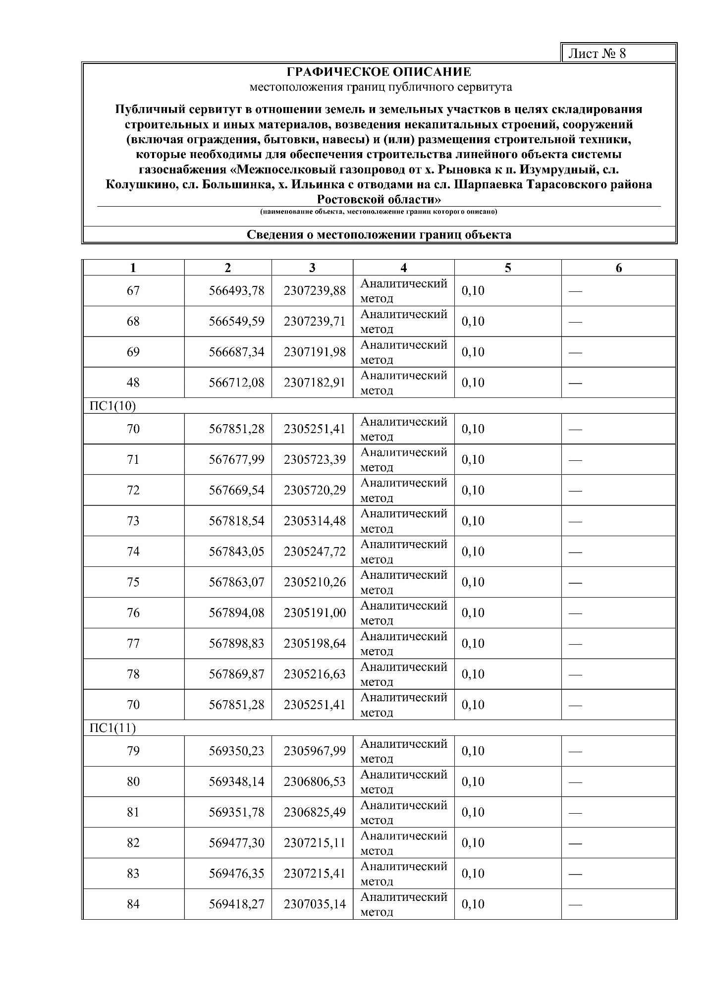 Лист № 8
ГРАФИЧЕСКОЕ ОПИСАНИЕ
местоположения границ публичного сервитута
Публичный сервитут в отношении земель и земельных участков в целях складирования
строительных и иных материалов, возведения некапитальных строений, сооружений
(включая ограждения, бытовки, навесы) и (или) размещения строительной техники,
которые необходимы для обеспечения строительства линейного объекта системы
газоснабжения «Межпоселковый газопровод от х. Рыновка к п. Изумрудный, сл.
Колушкино, сл. Большинка, х. Ильинка с отводами на сл. Шарпаевка Тарасовского района
Ростовской области»
(наименование объекта, местоположение границ которого описано)
Сведения о местоположении границ объекта
1 2 3 4 5 6
67 566493,78 2307239,88 Аналитический метод 0,10 —
68 566549,59 2307239,71 Аналитический метод 0,10 —
69 566687,34 2307191,98 Аналитический метод 0,10 —
48 566712,08 2307182,91 Аналитический метод 0,10 —
ПС1(10)
70 567851,28 2305251,41 Аналитический метод 0,10 —
71 567677,99 2305723,39 Аналитический метод 0,10 —
72 567669,54 2305720,29 Аналитический метод 0,10 —
73 567818,54 2305314,48 Аналитический метод 0,10 —
74 567843,05 2305247,72 Аналитический метод 0,10 —
75 567863,07 2305210,26 Аналитический метод 0,10 —
76 567894,08 2305191,00 Аналитический метод 0,10 —
77 567898,83 2305198,64 Аналитический метод 0,10 —
78 567869,87 2305216,63 Аналитический метод 0,10 —
70 567851,28 2305251,41 Аналитический метод 0,10 —
ПС1(11)
79 569350,23 2305967,99 Аналитический метод 0,10 —
80 569348,14 2306806,53 Аналитический метод 0,10 —
81 569351,78 2306825,49 Аналитический метод 0,10 —
82 569477,30 2307215,11 Аналитический метод 0,10 —
83 569476,35 2307215,41 Аналитический метод 0,10 —
84 569418,27 2307035,14 Аналитический метод 0,10 —